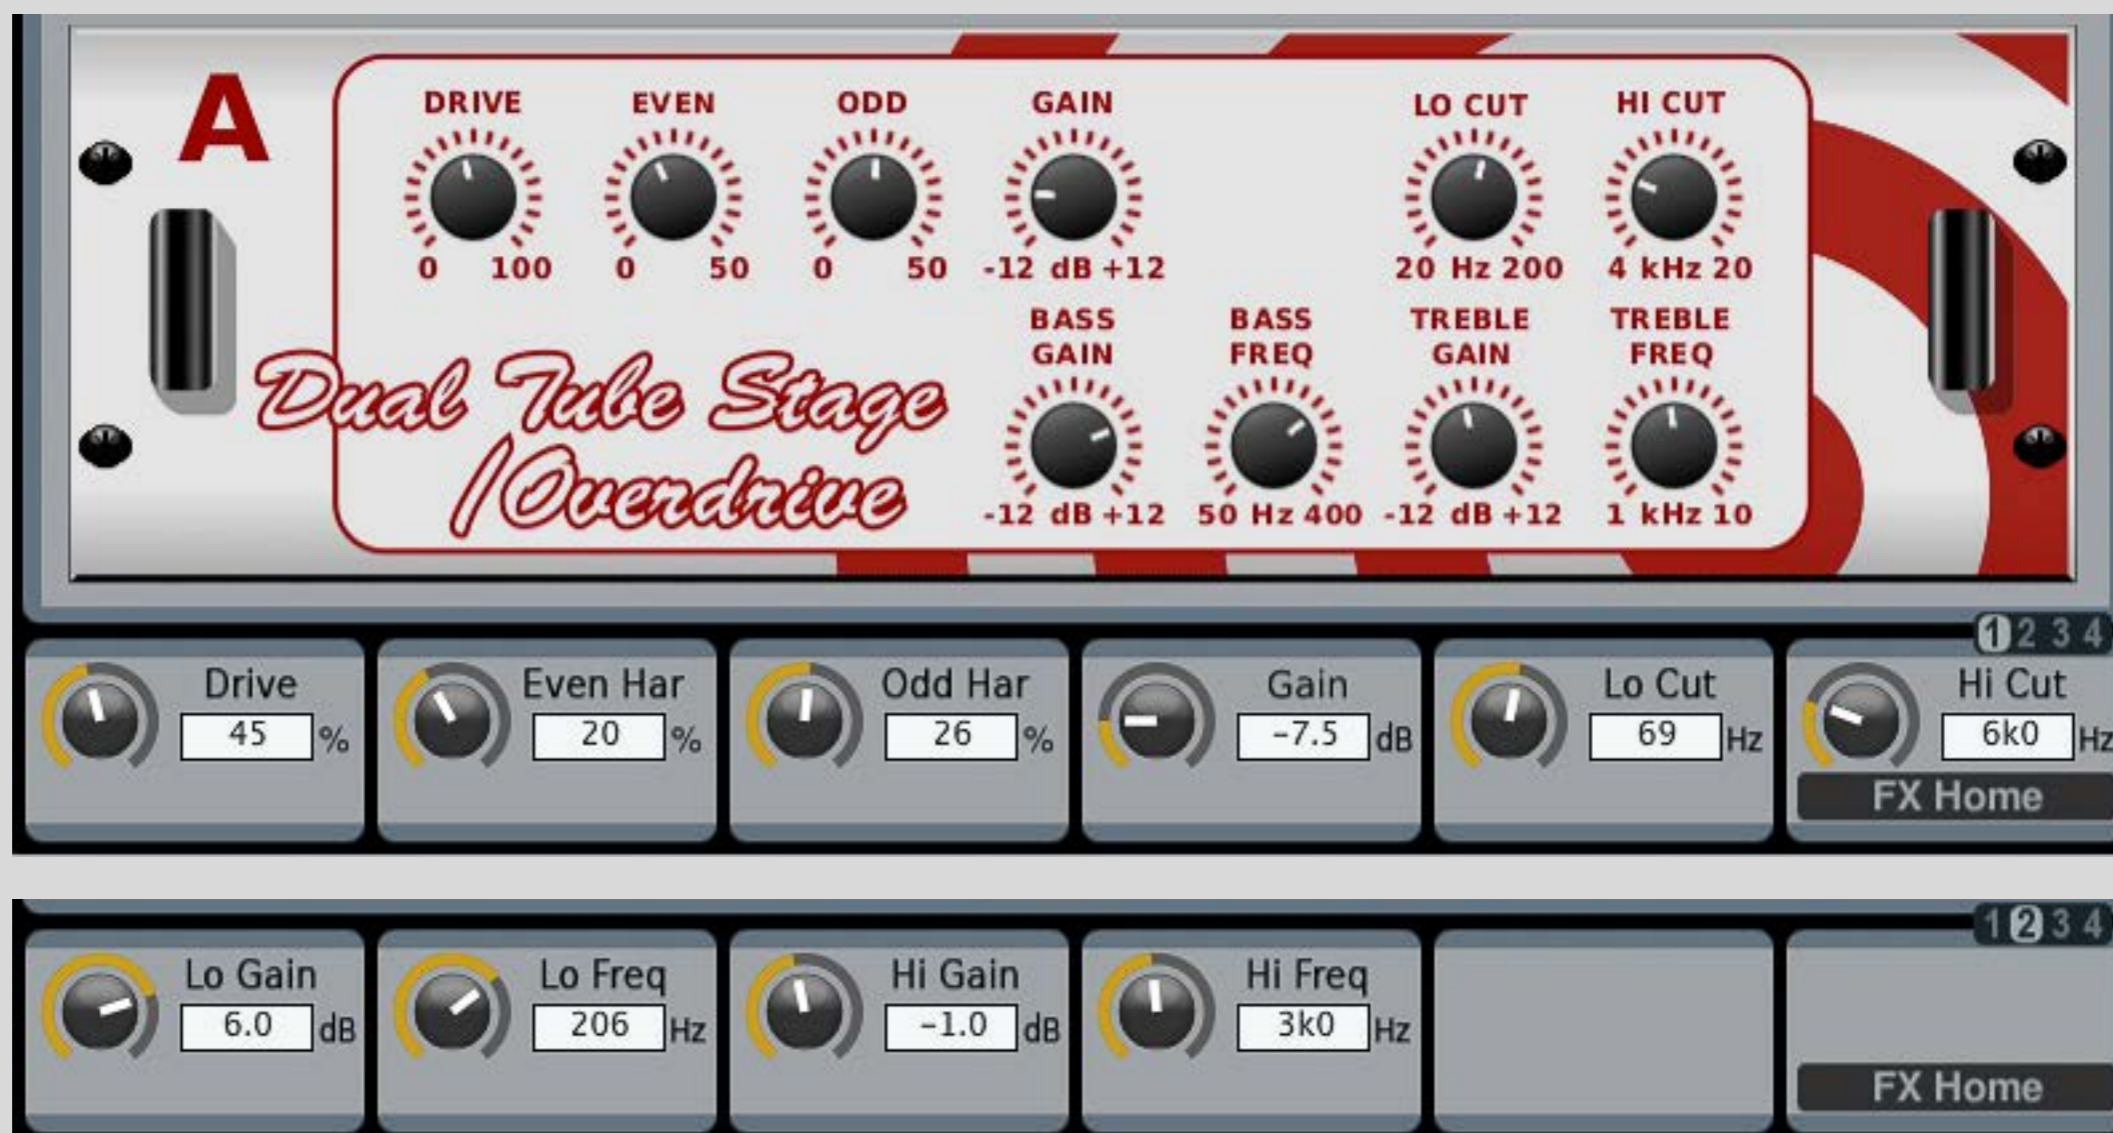 A
DRIVE EVEN ODD GAIN LO CUT HI CUT
0 100 0 50 0 50 -12 dB +12 20 Hz 200 4 kHz 20
BASS BASS TREBLE TREBLE
GAIN FREQ GAIN FREQ
Dual Tube Stage
/Overdrive
-12 dB +12 50 Hz 400 -12 dB +12 1 kHz 10
1 2 3 4
Drive Even Har Odd Har Gain Lo Cut Hi Cut
45 % 20 % 26 % -7.5 dB 69 Hz 6k0 Hz
FX Home
1 2 3 4
Lo Gain Lo Freq Hi Gain Hi Freq
6.0 dB 206 Hz -1.0 dB 3k0 Hz
FX Home